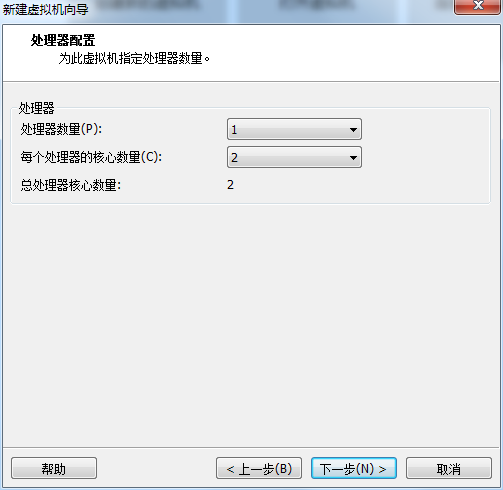 新建虚拟机向导
处理器配置
为此虚拟机指定处理器数量。
处理器
处理器数量(P): 1
每个处理器的核心数量(C): 2
总处理器核心数量: 2
帮助 < 上一步(B) 下一步(N) > 取消